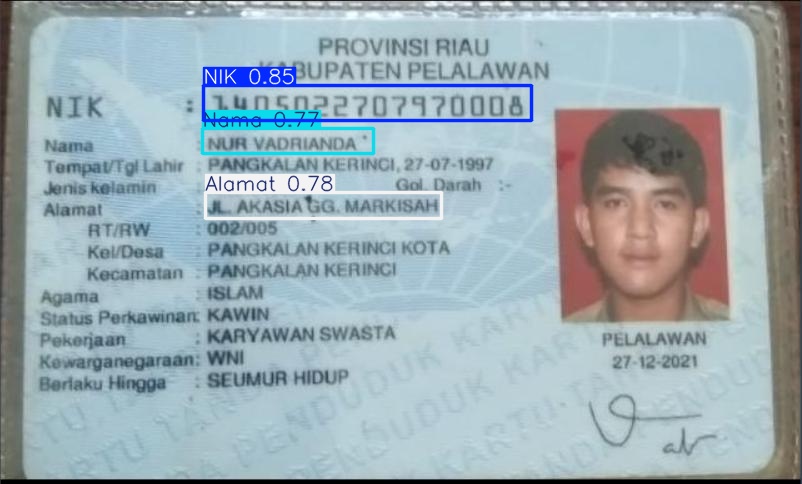 PROVINSI RIAU
KABUPATEN PELALAWAN
NIK 0.85
NIK : 1405022707970008
Nama 0.77
Nama : NUR VADRIANDA
Tempat/Tgl Lahir : PANGKALAN KERINCI, 27-07-1997
Jenis kelamin Gol. Darah :-
Alamat 0.78
Alamat : JL. AKASIA GG. MARKISAH
RT/RW : 002/005
Kel/Desa : PANGKALAN KERINCI KOTA
Kecamatan : PANGKALAN KERINCI
Agama : ISLAM
Status Perkawinan: KAWIN
Pekerjaan : KARYAWAN SWASTA
Kewarganegaraan: WNI
Berlaku Hingga : SEUMUR HIDUP
PELALAWAN
27-12-2021